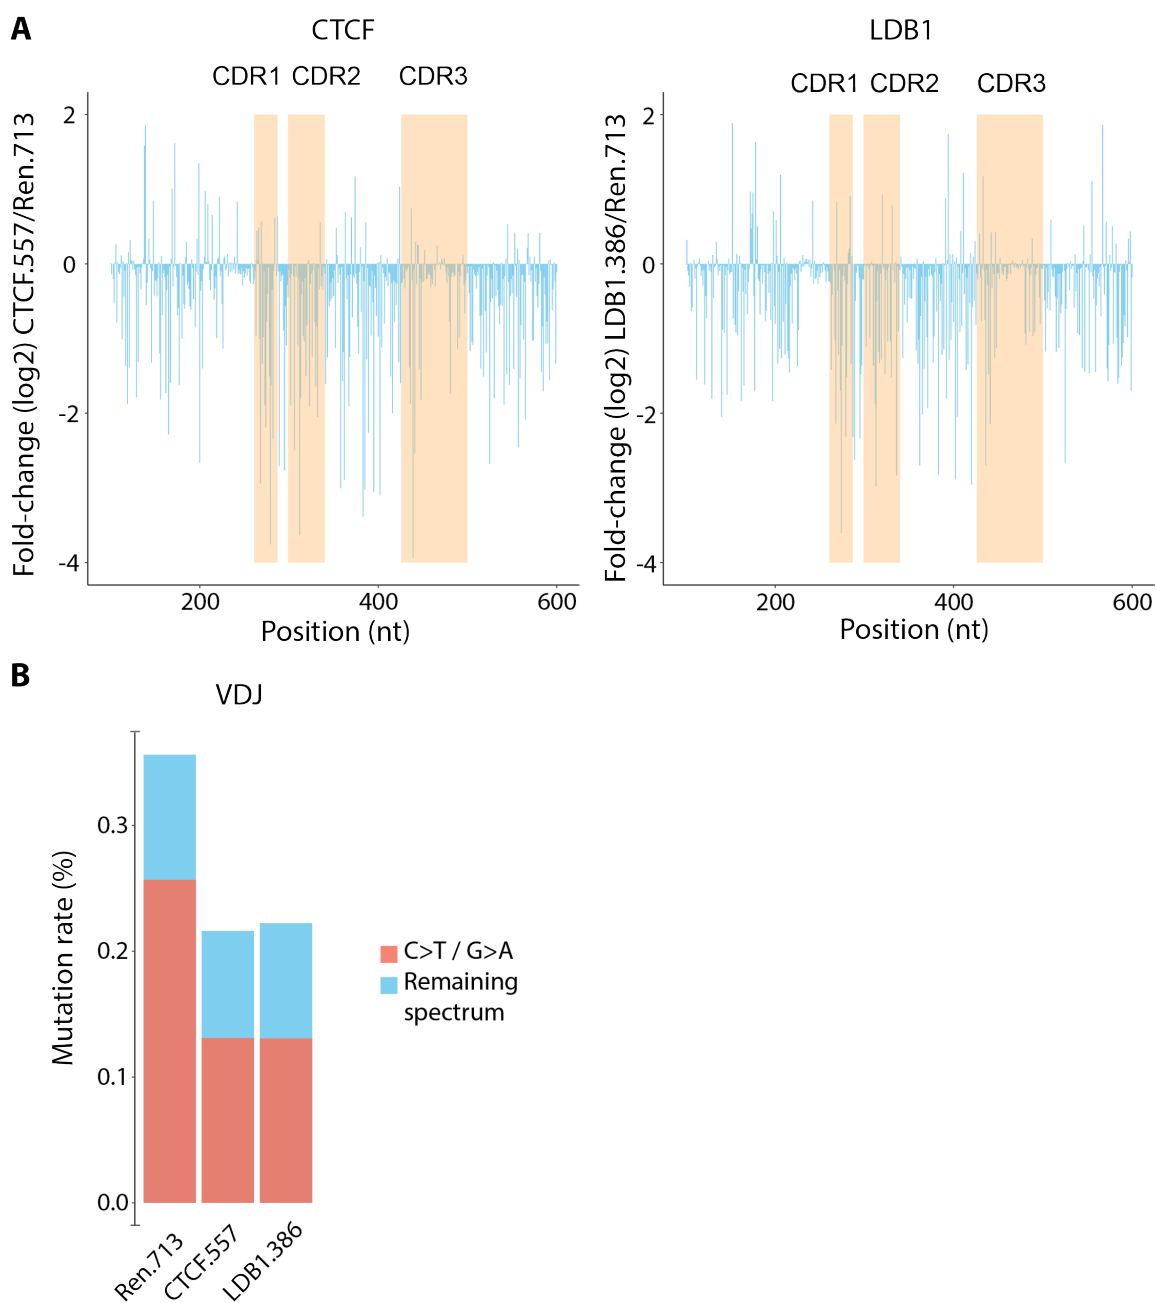 A
CTCF
LDB1
CDR1 CDR2 CDR3
CDR1 CDR2 CDR3
Fold-change (log2) CTCF.557/Ren.713
2
0
-2
-4
200 400 600
Position (nt)
Fold-change (log2) LDB1.386/Ren.713
2
0
-2
-4
200 400 600
Position (nt)
B
VDJ
Mutation rate (%)
0.3
0.2
0.1
0.0
Ren.713
CTCF.557
LDB1.386
C>T / G>A
Remaining
spectrum